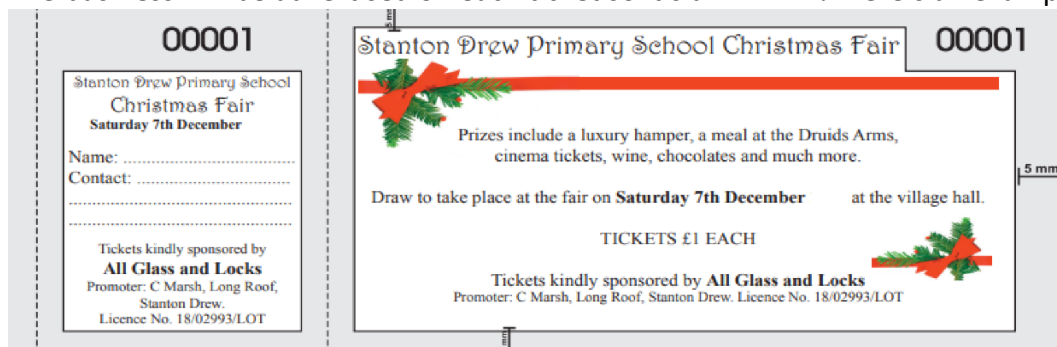 00001
Stanton Drew Primary School
Christmas Fair
Saturday 7th December
Name: ...................................
Contact: ................................
..............................................
..............................................
Tickets kindly sponsored by
All Glass and Locks
Promoter: C Marsh, Long Roof,
Stanton Drew.
Licence No. 18/02993/LOT
5 mm
Stanton Drew Primary School Christmas Fair
00001
Prizes include a luxury hamper, a meal at the Druids Arms,
cinema tickets, wine, chocolates and much more.
5 mm
Draw to take place at the fair on Saturday 7th December at the village hall.
TICKETS £1 EACH
Tickets kindly sponsored by All Glass and Locks
Promoter: C Marsh, Long Roof, Stanton Drew. Licence No. 18/02993/LOT
mm